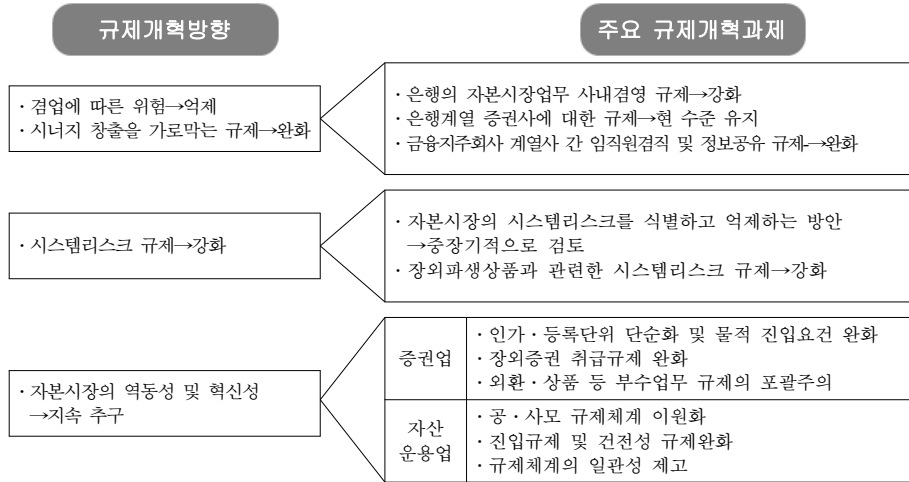 규제개혁방향
주요 규제개혁과제
· 겸업에 따른 위험→억제
· 시너지 창출을 가로막는 규제→완화
· 은행의 자본시장업무 사내겸영 규제→강화
· 은행계열 증권사에 대한 규제→현 수준 유지
· 금융지주회사 계열사 간 임직원겸직 및 정보공유 규제→완화
· 시스템리스크 규제→강화
· 자본시장의 시스템리스크를 식별하고 억제하는 방안
→중장기적으로 검토
· 장외파생상품과 관련한 시스템리스크 규제→강화
· 자본시장의 역동성 및 혁신성
→지속 추구
증권업
· 인가 · 등록단위 단순화 및 물적 진입요건 완화
· 장외증권 취급규제 완화
· 외환 · 상품 등 부수업무 규제의 포괄주의
자산
운용업
· 공 · 사모 규제체계 이원화
· 진입규제 및 건전성 규제완화
· 규제체계의 일관성 제고